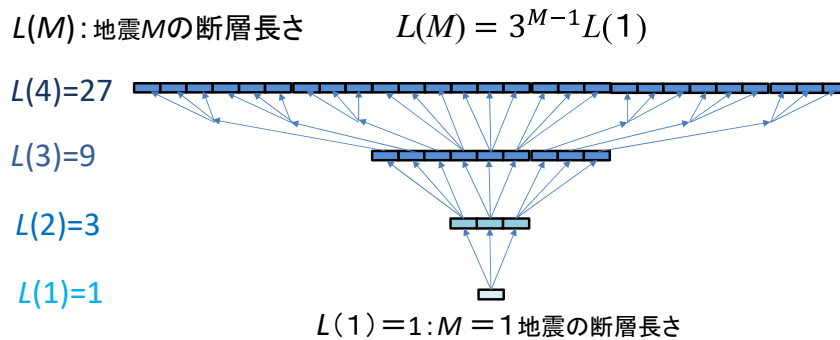 L(M):地震Mの断層長さ L(M) = 3^{M-1}L(1)
L(4)=27
L(3)=9
L(2)=3
L(1)=1
L(1)=1:M=1地震の断層長さ